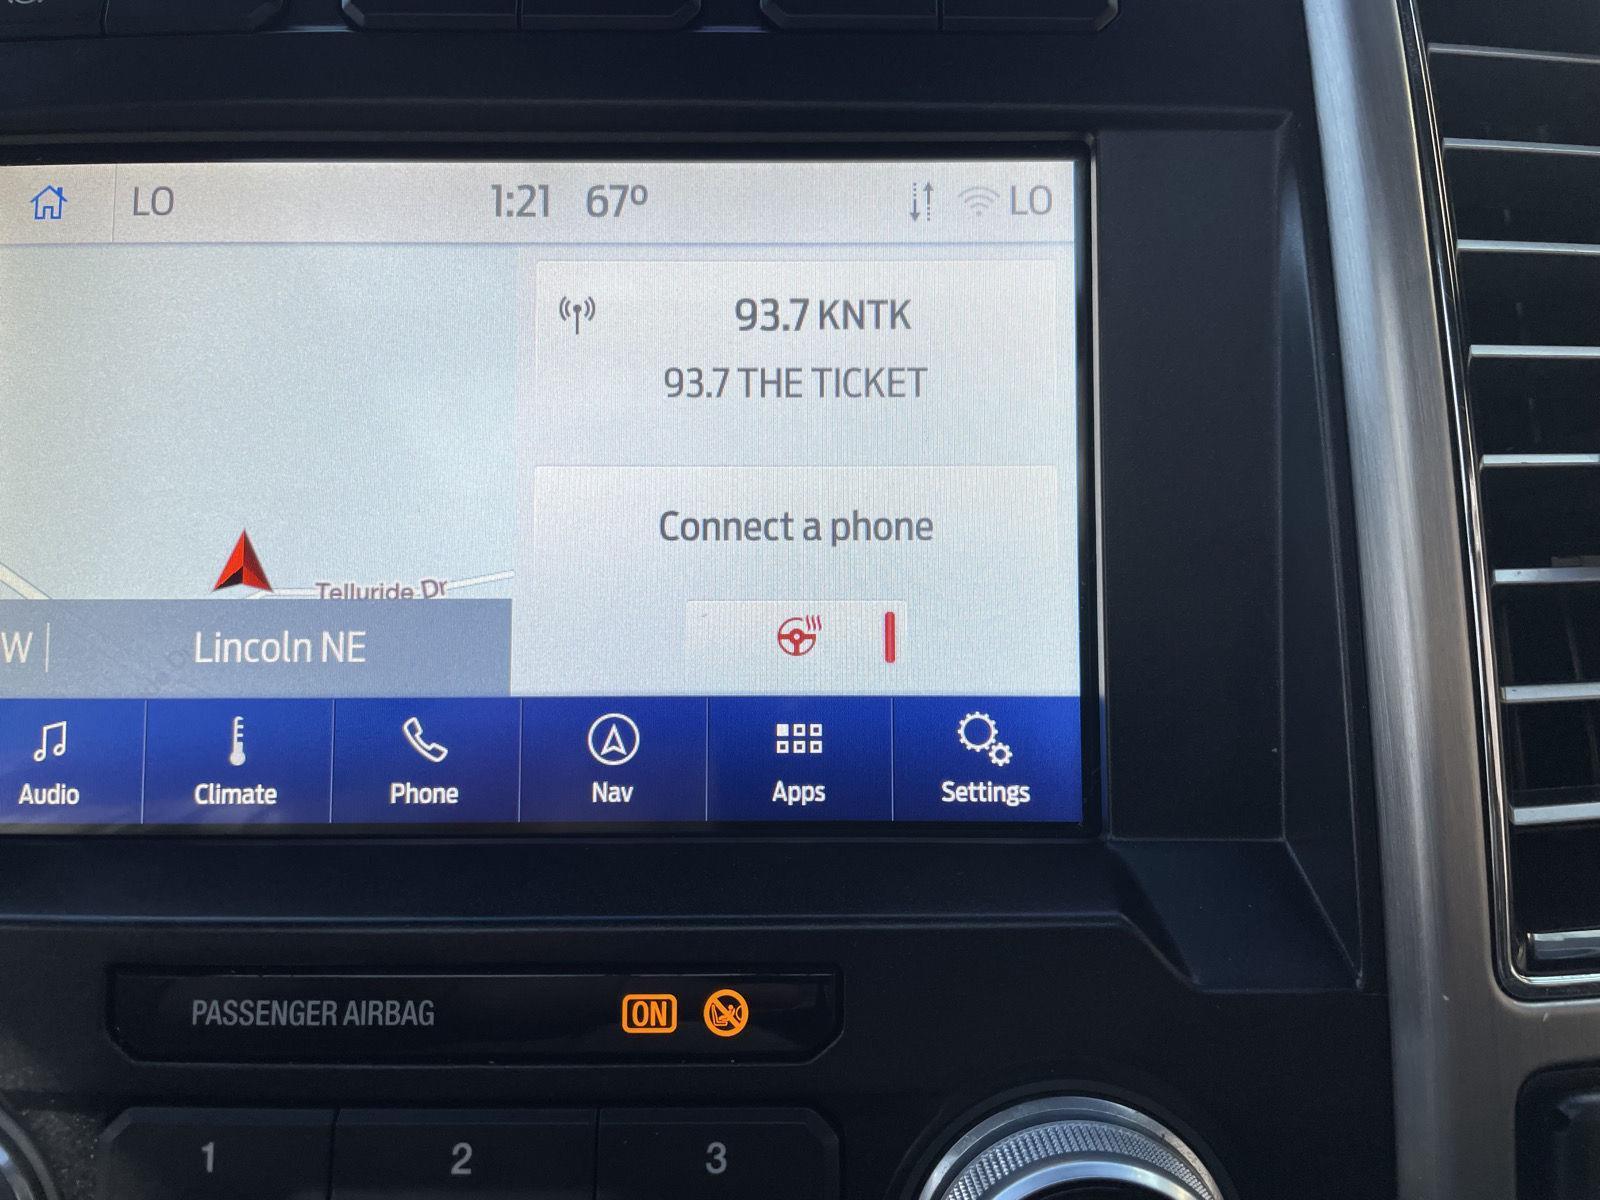 LO 1:21 67º LO
93.7 KNTK
93.7 THE TICKET
Connect a phone
Telluride Dr
W Lincoln NE
Audio Climate Phone Nav Apps Settings
PASSENGER AIRBAG ON
1 2 3